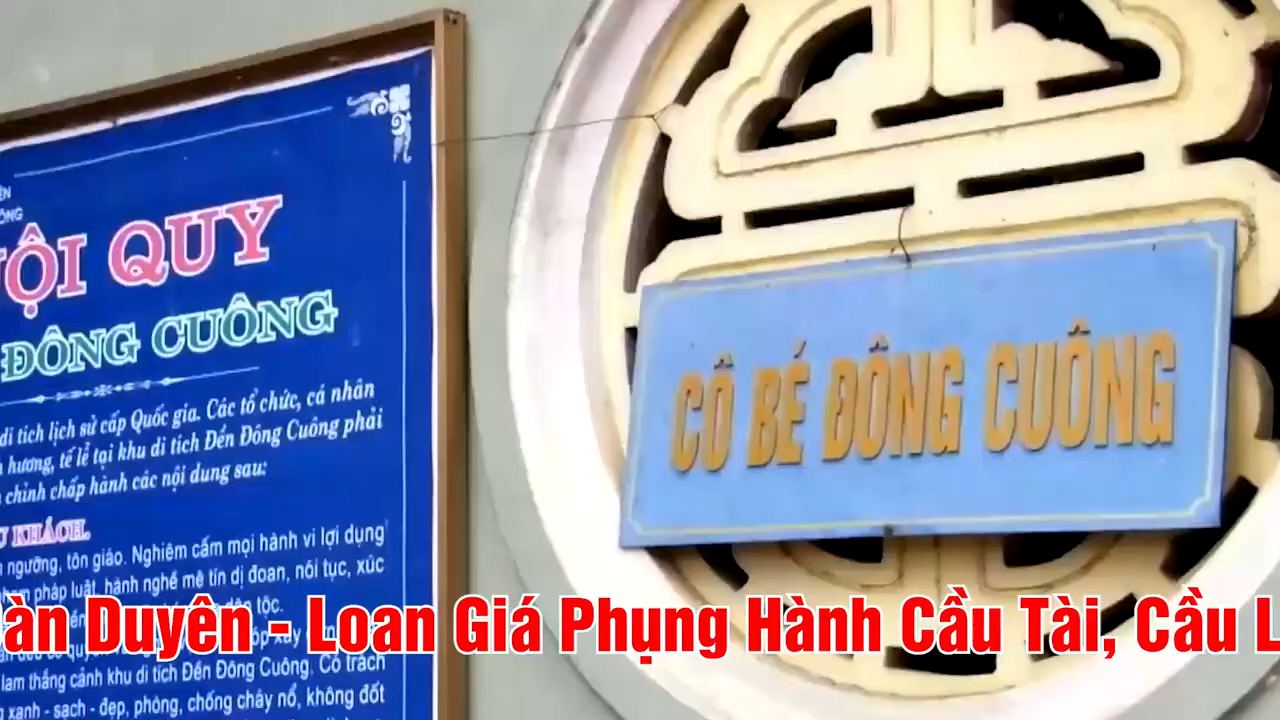 NỘI QUY
ĐÔNG CUÔNG
di tích lịch sử cấp Quốc gia. Các tổ chức, cá nhân
hương, tế lễ tại khu di tích Đền Đông Cuông phải
chỉnh chấp hành các nội dung sau:
KHÁCH.
ngưỡng, tôn giáo. Nghiêm cấm mọi hành vi lợi dụng
pháp luật, hành nghề mê tín dị đoan, nói tục, xúc
dân tộc.
lam thắng cảnh khu di tích Đền Đông Cuông. Có trách
xanh - sạch - đẹp, phòng, chống cháy nổ, không đốt
CÔ BÉ ĐÔNG CUÔNG
àn Duyên - Loan Giá Phụng Hành Cầu Tài, Cầu L